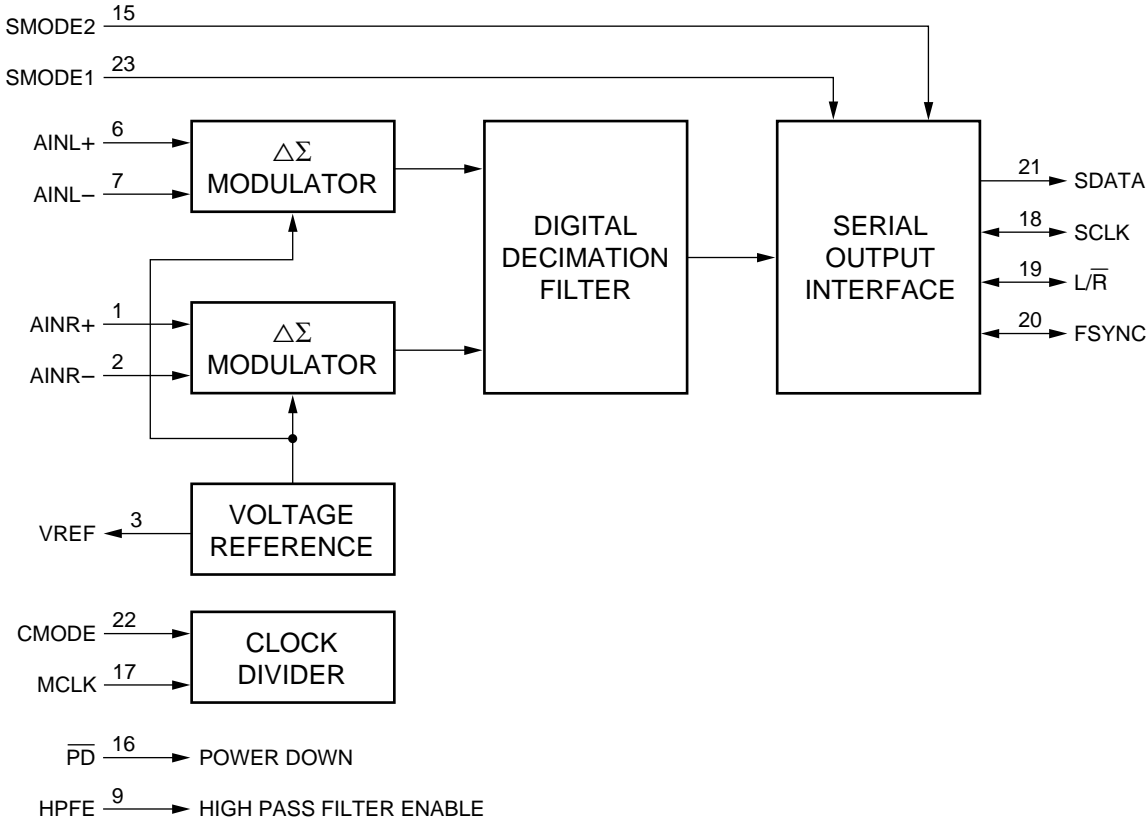 SMODE2 15
SMODE1 23
AINL+ 6
AINL− 7
ΔΣ
MODULATOR
DIGITAL
DECIMATION
FILTER
SERIAL
OUTPUT
INTERFACE
21 SDATA
18 SCLK
19 L/R̅
20 FSYNC
AINR+ 1
AINR− 2
ΔΣ
MODULATOR
VREF 3
VOLTAGE
REFERENCE
CMODE 22
MCLK 17
CLOCK
DIVIDER
P̅D̅ 16 POWER DOWN
HPFE 9 HIGH PASS FILTER ENABLE